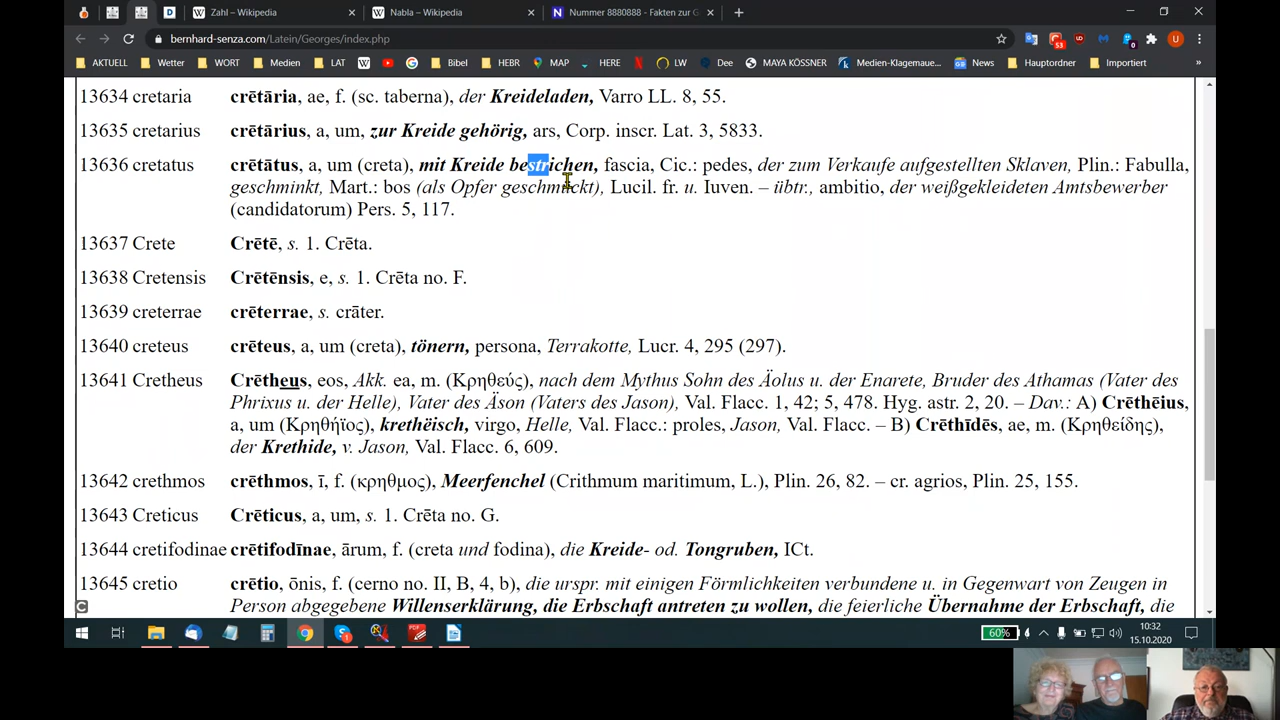 Zahl – Wikipedia
Nabla – Wikipedia
Nummer 8880888 - Fakten zur G
bernhard-senza.com/Latein/Georges/index.php
53
0
U
AKTUELL Wetter WORT Medien LAT Bibel HEBR MAP HERE LW Dee MAYA KÖSSNER Medien-Klagemaue... News Hauptordner Importiert »
13634 cretaria crētāria, ae, f. (sc. taberna), der Kreideladen, Varro LL. 8, 55.
13635 cretarius crētārius, a, um, zur Kreide gehörig, ars, Corp. inscr. Lat. 3, 5833.
13636 cretatus crētātus, a, um (creta), mit Kreide bestrichen, fascia, Cic.: pedes, der zum Verkaufe aufgestellten Sklaven, Plin.: Fabulla,
geschminkt, Mart.: bos (als Opfer geschmückt), Lucil. fr. u. Iuven. – übtr., ambitio, der weißgekleideten Amtsbewerber
(candidatorum) Pers. 5, 117.
13637 Crete Crētē, s. 1. Crēta.
13638 Cretensis Crētēnsis, e, s. 1. Crēta no. F.
13639 creterrae crēterrae, s. crāter.
13640 creteus crēteus, a, um (creta), tönern, persona, Terrakotte, Lucr. 4, 295 (297).
13641 Cretheus Crētheus, eos, Akk. ea, m. (Κρηθεύς), nach dem Mythus Sohn des Äolus u. der Enarete, Bruder des Athamas (Vater des
Phrixus u. der Helle), Vater des Äson (Vaters des Jason), Val. Flacc. 1, 42; 5, 478. Hyg. astr. 2, 20. – Dav.: A) Crēthēius,
a, um (Κρηθήϊος), krethëisch, virgo, Helle, Val. Flacc.: proles, Jason, Val. Flacc. – B) Crēthīdēs, ae, m. (Κρηθείδης),
der Krethide, v. Jason, Val. Flacc. 6, 609.
13642 crethmos crēthmos, ī, f. (κρηθμος), Meerfenchel (Crithmum maritimum, L.), Plin. 26, 82. – cr. agrios, Plin. 25, 155.
13643 Creticus Crēticus, a, um, s. 1. Crēta no. G.
13644 cretifodinae crētifodīnae, ārum, f. (creta und fodina), die Kreide- od. Tongruben, ICt.
13645 cretio crētio, ōnis, f. (cerno no. II, B, 4, b), die urspr. mit einigen Förmlichkeiten verbundene u. in Gegenwart von Zeugen in
Person abgegebene Willenserklärung, die Erbschaft antreten zu wollen, die feierliche Übernahme der Erbschaft, die
60%
10:32
15.10.2020